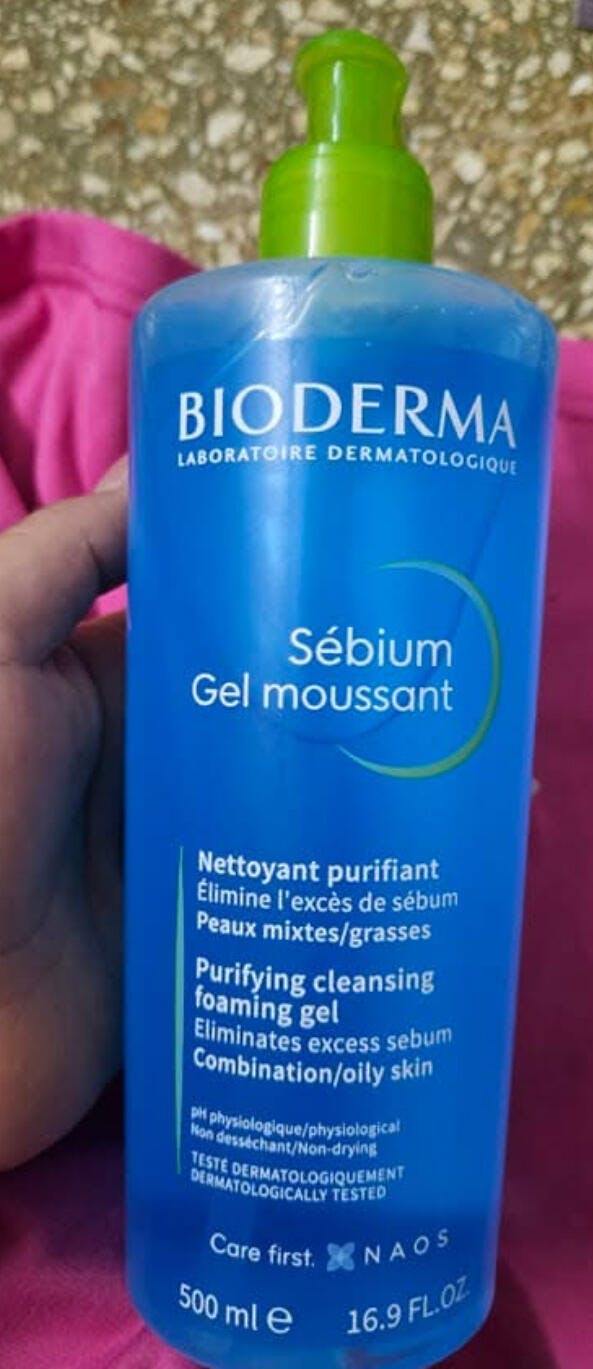 BIODERMA
LABORATOIRE DERMATOLOGIQUE
Sébium
Gel moussant
Nettoyant purifiant
Élimine l'excès de sébum
Peaux mixtes/grasses
Purifying cleansing
foaming gel
Eliminates excess sebum
Combination/oily skin
pH physiologique/physiological
Non desséchant/Non-drying
TESTÉ DERMATOLOGIQUEMENT
DERMATOLOGICALLY TESTED
Care first. NAOS
500 ml e 16.9 FL.OZ.